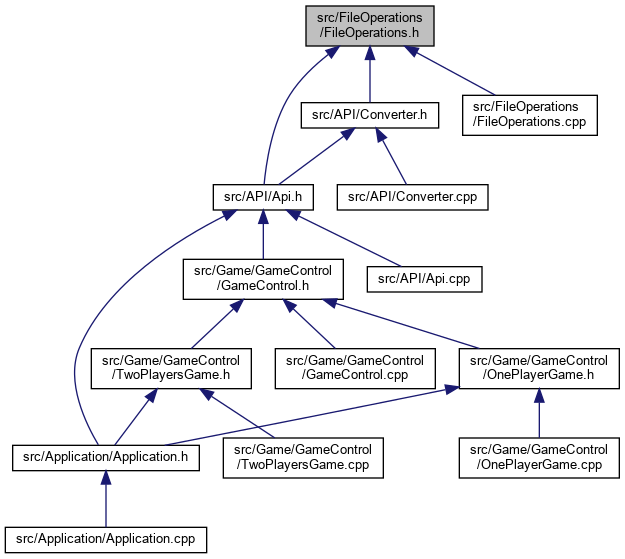 src/FileOperations
/FileOperations.h
src/API/Converter.h
src/FileOperations
/FileOperations.cpp
src/API/Api.h
src/API/Converter.cpp
src/Game/GameControl
/GameControl.h
src/API/Api.cpp
src/Game/GameControl
/TwoPlayersGame.h
src/Game/GameControl
/GameControl.cpp
src/Game/GameControl
/OnePlayerGame.h
src/Application/Application.h
src/Game/GameControl
/TwoPlayersGame.cpp
src/Game/GameControl
/OnePlayerGame.cpp
src/Application/Application.cpp